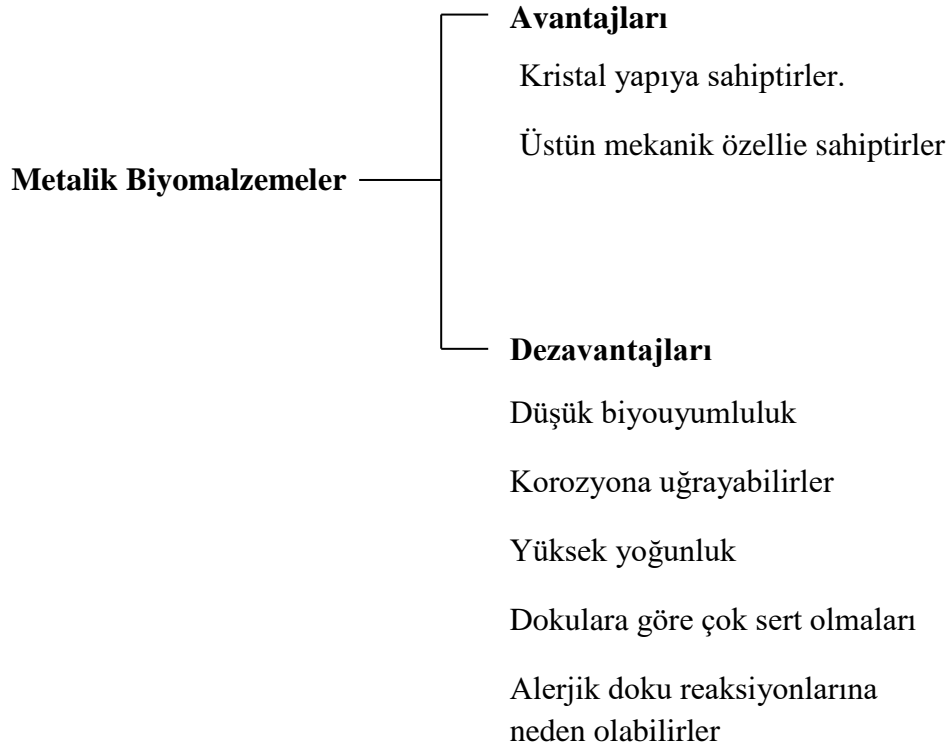 Avantajları
Kristal yapıya sahiptirler.
Üstün mekanik özellie sahiptirler
Metalik Biyomalzemeler
Dezavantajları
Düşük biyouyumluluk
Korozyona uğrayabilirler
Yüksek yoğunluk
Dokulara göre çok sert olmaları
Alerjik doku reaksiyonlarına
neden olabilirler